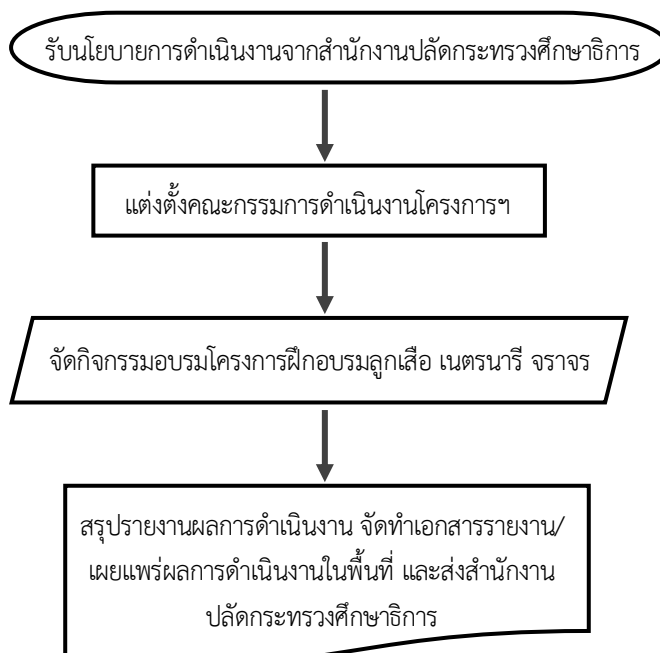 รับนโยบายการดำเนินงานจากสำนักงานปลัดกระทรวงศึกษาธิการ
แต่งตั้งคณะกรรมการดำเนินงานโครงการฯ
จัดกิจกรรมอบรมโครงการฝึกอบรมลูกเสือ เนตรนารี จราจร
สรุปรายงานผลการดำเนินงาน จัดทำเอกสารรายงาน/
เผยแพร่ผลการดำเนินงานในพื้นที่ และส่งสำนักงาน
ปลัดกระทรวงศึกษาธิการ